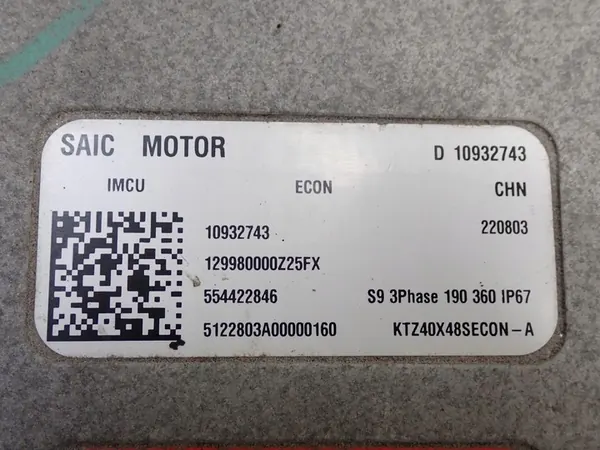 SAIC MOTOR D 10932743
IMCU ECON CHN
10932743 220803
129980000Z25FX
554422846 S9 3Phase 190 360 IP67
5122803A00000160 KTZ40X48SECON-A